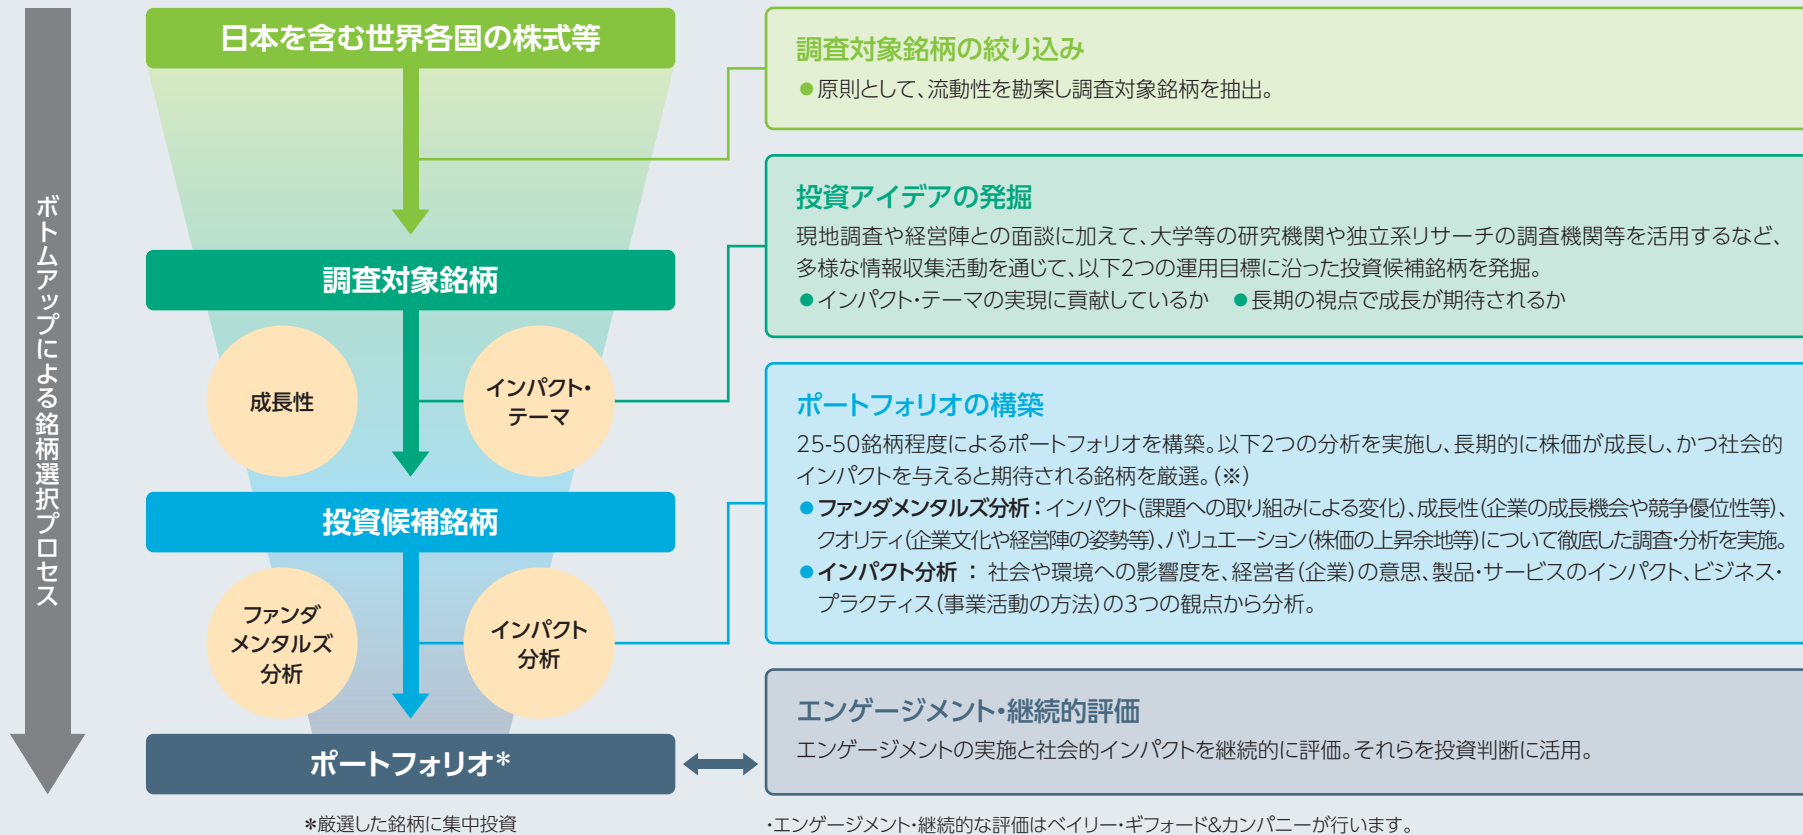 ボトムアップによる銘柄選択プロセス
日本を含む世界各国の株式等
調査対象銘柄の絞り込み
●原則として、流動性を勘案し調査対象銘柄を抽出。
調査対象銘柄
投資アイデアの発掘
現地調査や経営陣との面談に加えて、大学等の研究機関や独立系リサーチの調査機関等を活用するなど、
多様な情報収集活動を通じて、以下2つの運用目標に沿った投資候補銘柄を発掘。
●インパクト・テーマの実現に貢献しているか ●長期の視点で成長が期待されるか
成長性
インパクト・
テーマ
投資候補銘柄
ポートフォリオの構築
25-50銘柄程度によるポートフォリオを構築。以下2つの分析を実施し、長期的に株価が成長し、かつ社会的
インパクトを与えると期待される銘柄を厳選。(※)
●ファンダメンタルズ分析：インパクト(課題への取り組みによる変化)、成長性(企業の成長機会や競争優位性等)、
クオリティ(企業文化や経営陣の姿勢等)、バリュエーション(株価の上昇余地等)について徹底した調査・分析を実施。
●インパクト分析 ： 社会や環境への影響度を、経営者(企業)の意思、製品・サービスのインパクト、ビジネス・
プラクティス(事業活動の方法)の3つの観点から分析。
ファンダ
メンタルズ
分析
インパクト
分析
ポートフォリオ*
エンゲージメント・継続的評価
エンゲージメントの実施と社会的インパクトを継続的に評価。それらを投資判断に活用。
*厳選した銘柄に集中投資
・エンゲージメント・継続的な評価はベイリー・ギフォード&カンパニーが行います。